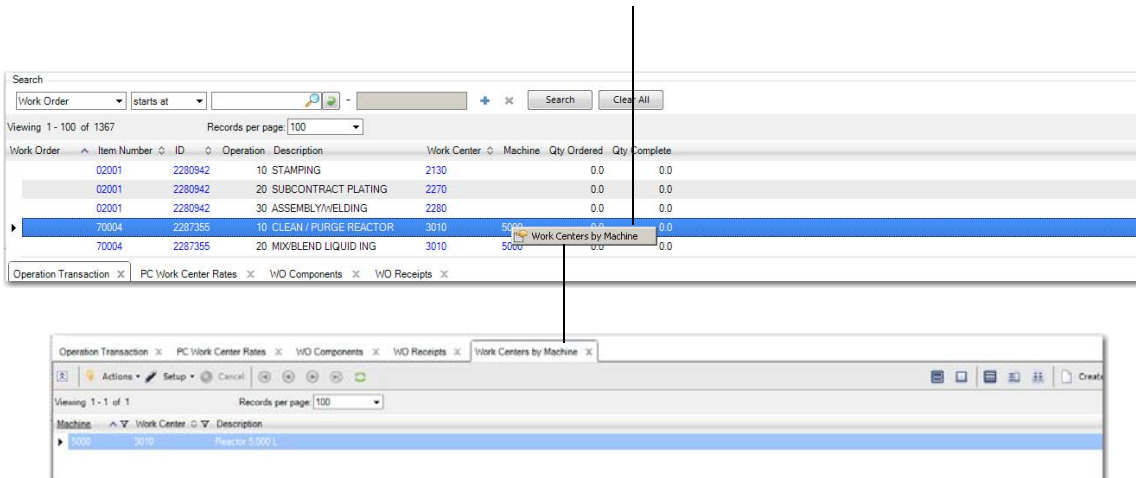 Search
Work Order starts at - Search Clear All
Viewing 1 - 100 of 1367 Records per page: 100
Work Order Item Number ID Operation Description Work Center Machine Qty Ordered Qty Complete
02001 2280942 10 STAMPING 2130 0.0 0.0
02001 2280942 20 SUBCONTRACT PLATING 2270 0.0 0.0
02001 2280942 30 ASSEMBLY/WELDING 2280 0.0 0.0
70004 2287355 10 CLEAN / PURGE REACTOR 3010 5000 0.0 0.0
Work Centers by Machine
70004 2287355 20 MIX/BLEND LIQUID ING 3010 5000 0.0 0.0
Operation Transaction PC Work Center Rates WO Components WO Receipts
Operation Transaction PC Work Center Rates WO Components WO Receipts Work Centers by Machine
Actions Setup Cancel Create
Viewing 1 - 1 of 1 Records per page: 100
Machine Work Center Description
5000 3010 Reactor 5,000 L